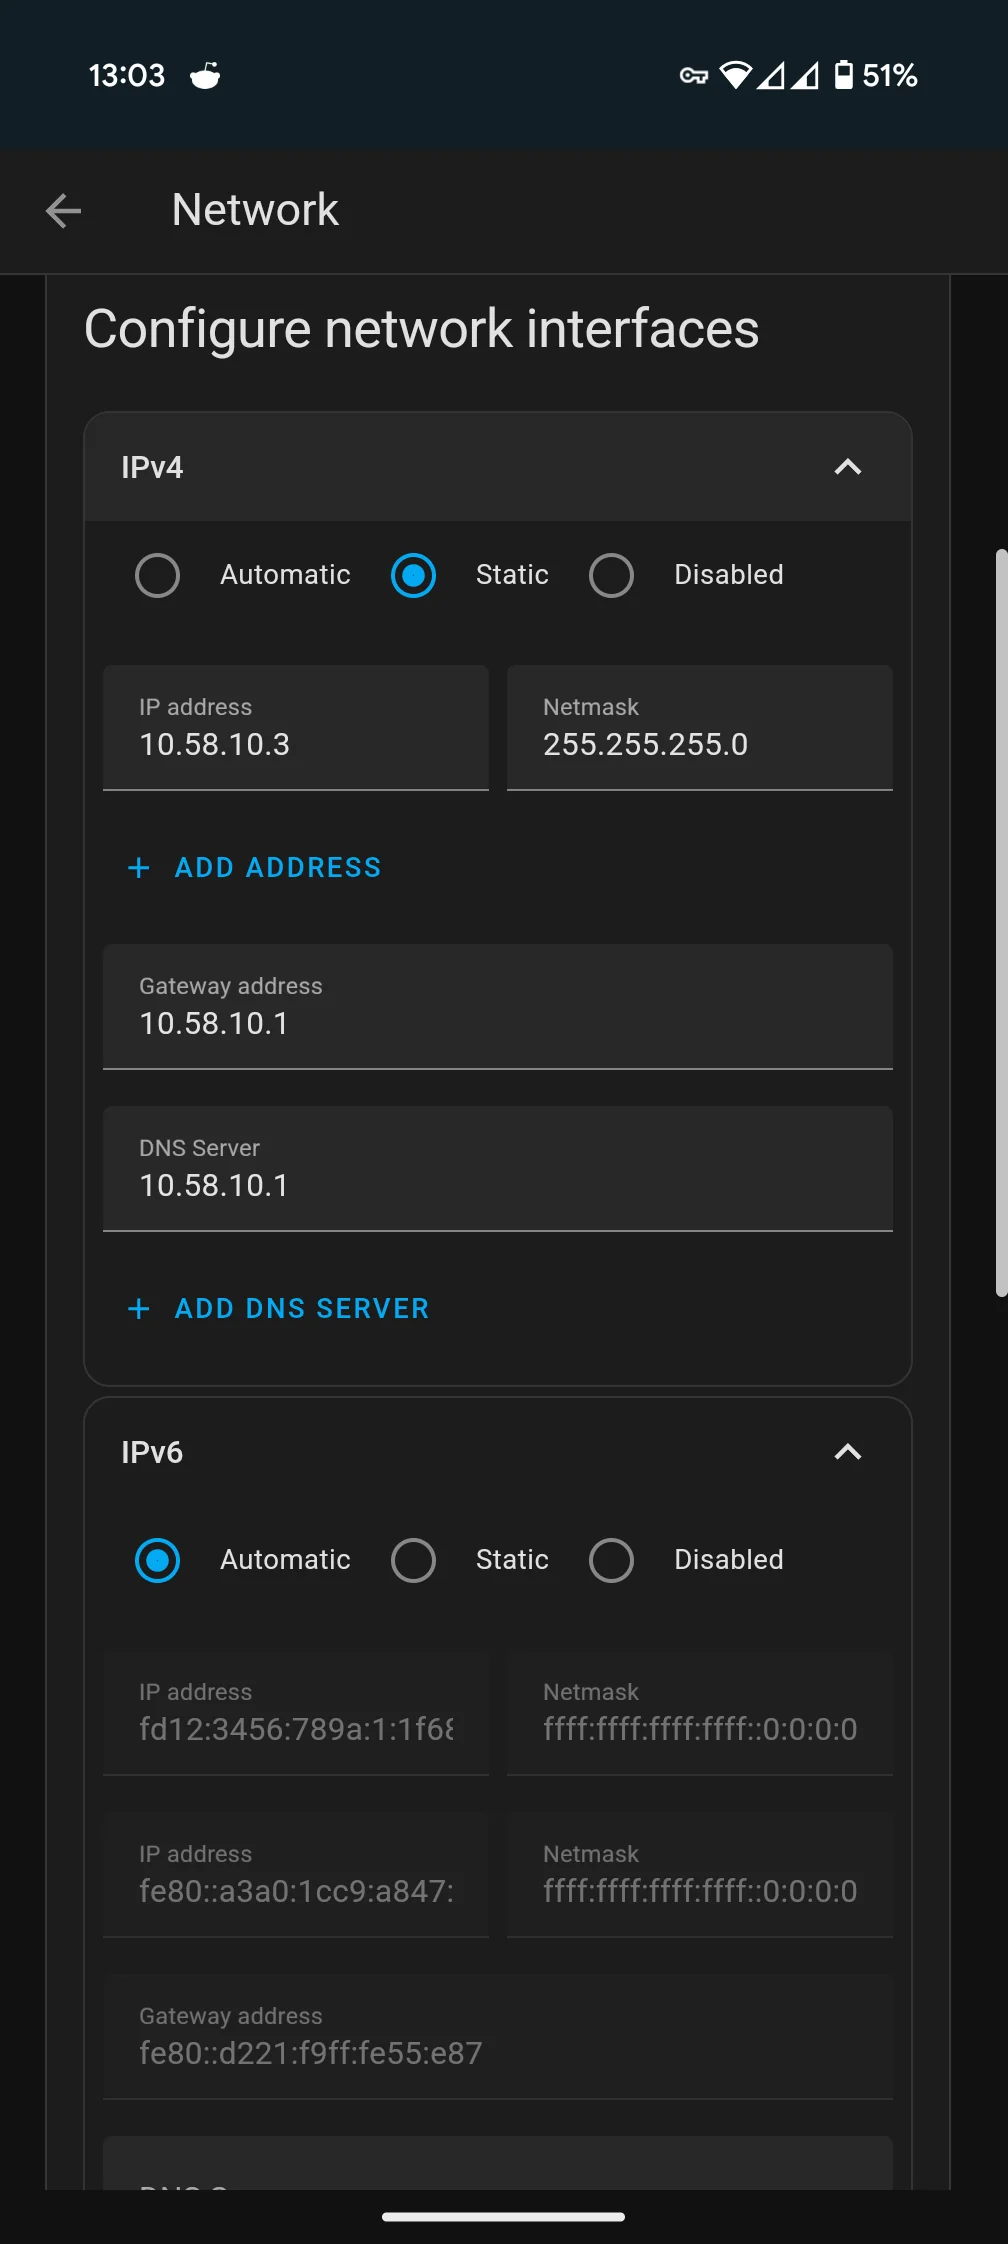 13:03 51%
Network
Configure network interfaces
IPv4
Automatic Static Disabled
IP address Netmask
10.58.10.3 255.255.255.0
+ ADD ADDRESS
Gateway address
10.58.10.1
DNS Server
10.58.10.1
+ ADD DNS SERVER
IPv6
Automatic Static Disabled
IP address Netmask
fd12:3456:789a:1:1f68 ffff:ffff:ffff:ffff::0:0:0:0
IP address Netmask
fe80::a3a0:1cc9:a847: ffff:ffff:ffff:ffff::0:0:0:0
Gateway address
fe80::d221:f9ff:fe55:e87